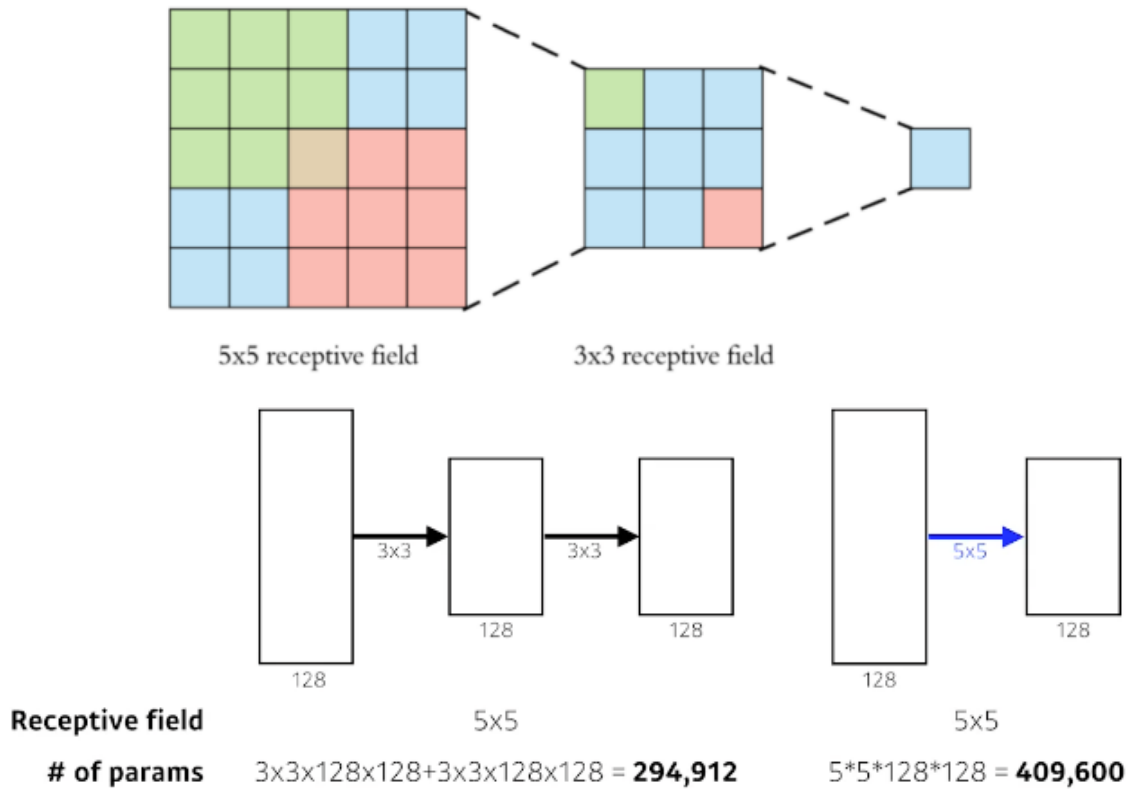 5x5 receptive field 3x3 receptive field
3x3 3x3 5x5
128 128 128
128 128
Receptive field 5x5 5x5
# of params 3x3x128x128+3x3x128x128 = 294,912 5*5*128*128 = 409,600